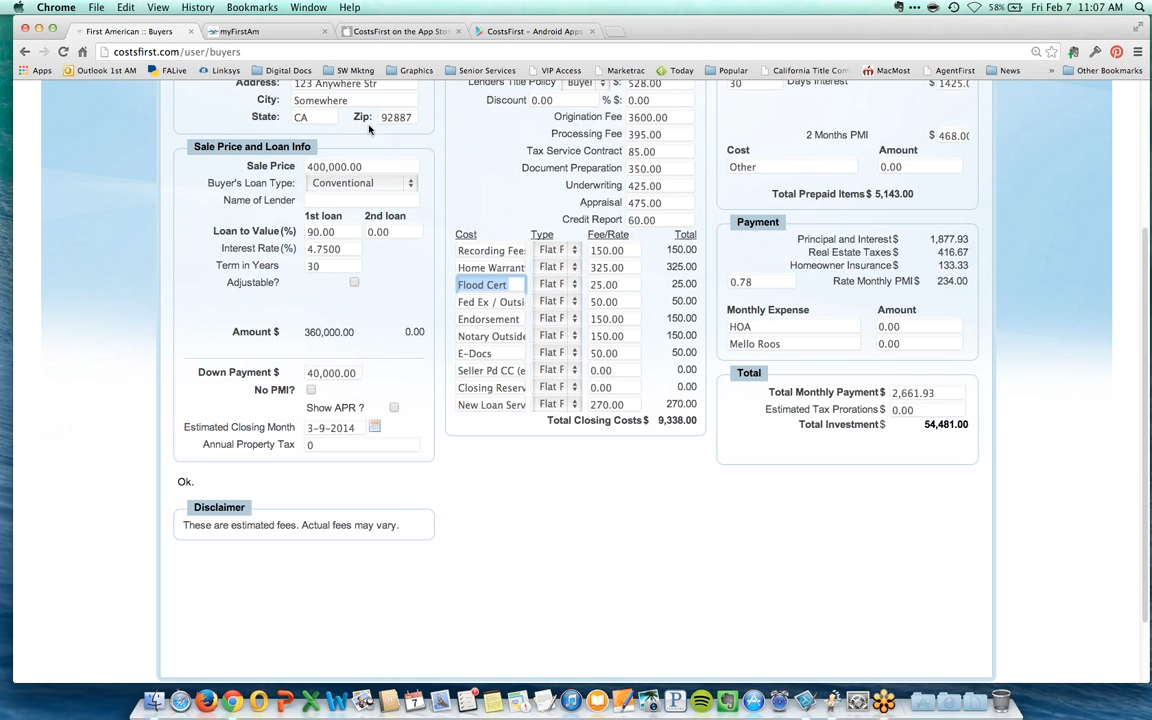 Chrome File Edit View History Bookmarks Window Help 58% Fri Feb 7 11:07 AM
First American :: Buyers × myFirstAm × CostsFirst on the App Sto × CostsFirst – Android Apps ×
costsfirst.com/user/buyers
Apps Outlook 1st AM FALive Linksys Digital Docs SW Mktng Graphics Senior Services VIP Access Marketrac Today Popular California Title Com MacMost AgentFirst News » Other Bookmarks
Address: 123 Anywhere Str
City: Somewhere
State: CA Zip: 92887
Sale Price and Loan Info
Sale Price 400,000.00
Buyer's Loan Type: Conventional
Name of Lender
1st loan 2nd loan
Loan to Value (%) 90.00 0.00
Interest Rate (%) 4.7500
Term in Years 30
Adjustable?
Amount $ 360,000.00 0.00
Down Payment $ 40,000.00
No PMI?
Show APR ?
Estimated Closing Month 3-9-2014
Annual Property Tax 0
Ok.
Disclaimer
These are estimated fees. Actual fees may vary.
Lenders Title Policy Buyer $ 528.00
Discount 0.00 % $: 0.00
Origination Fee 3600.00
Processing Fee 395.00
Tax Service Contract 85.00
Document Preparation 350.00
Underwriting 425.00
Appraisal 475.00
Credit Report 60.00
Cost Type Fee/Rate Total
Recording Fee: Flat F 150.00 150.00
Home Warrant Flat F 325.00 325.00
Flood Cert Flat F 25.00 25.00
Fed Ex / Outsi Flat F 50.00 50.00
Endorsement Flat F 150.00 150.00
Notary Outside Flat F 150.00 150.00
E-Docs Flat F 50.00 50.00
Seller Pd CC (e Flat F 0.00 0.00
Closing Reserv Flat F 0.00 0.00
New Loan Serv Flat F 270.00 270.00
Total Closing Costs $ 9,338.00
30 Days Interest $ 1425.0
2 Months PMI $ 468.00
Cost Amount
Other 0.00
Total Prepaid Items $ 5,143.00
Payment
Principal and Interest $ 1,877.93
Real Estate Taxes $ 416.67
Homeowner Insurance $ 133.33
0.78 Rate Monthly PMI $ 234.00
Monthly Expense Amount
HOA 0.00
Mello Roos 0.00
Total
Total Monthly Payment $ 2,661.93
Estimated Tax Prorations $ 0.00
Total Investment $ 54,481.00